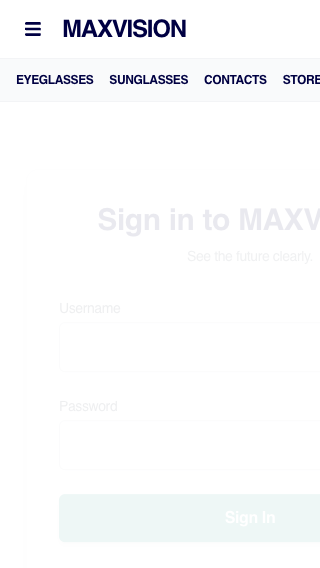 MAXVISION
EYEGLASSES SUNGLASSES CONTACTS STORE
Sign in to MAXV
See the future clearly.
Username
Password
Sign In